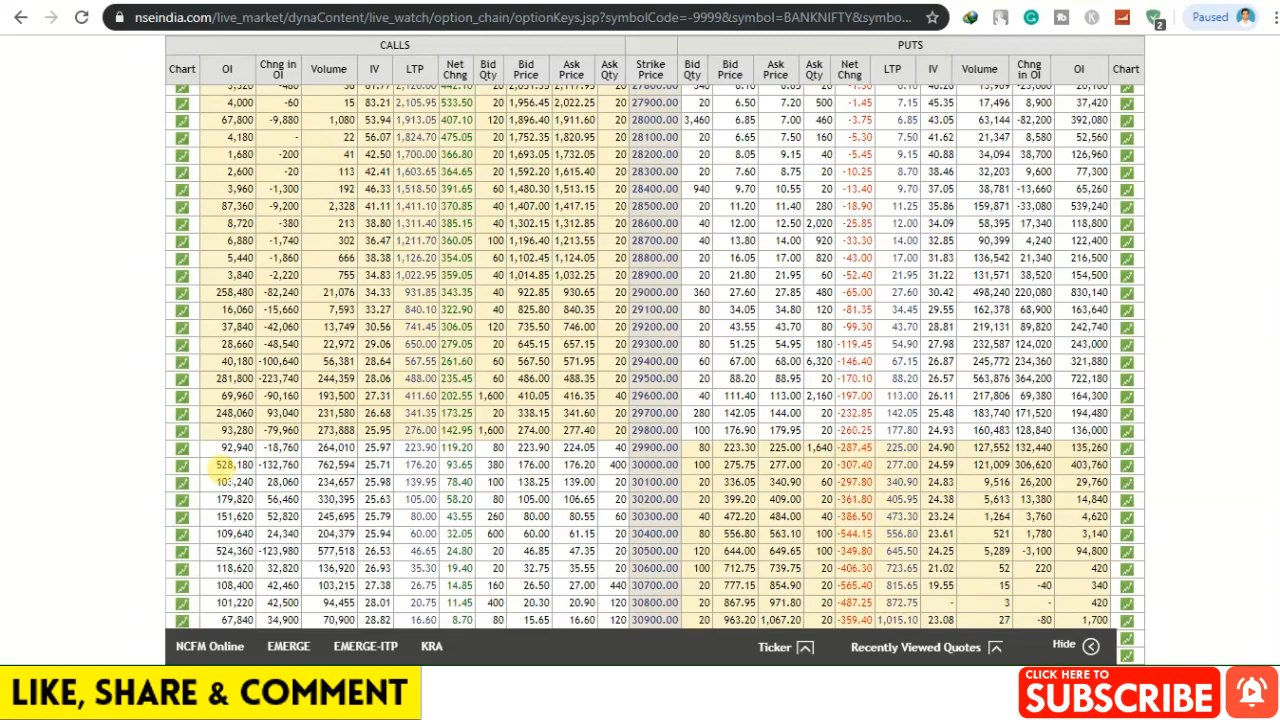 nseindia.com/live_market/dynaContent/live_watch/option_chain/optionKeys.jsp?symbolCode=-9999&symbol=BANKNIFTY&symbo...
2
Paused
CALLS PUTS
Chart OI Chng in OI Volume IV LTP Net Chng Bid Qty Bid Price Ask Price Ask Qty Strike Price Bid Qty Bid Price Ask Price Ask Qty Net Chng LTP IV Volume Chng in OI OI Chart
4,000 -60 15 83.21 2,105.95 533.50 20 1,956.45 2,022.25 20 27900.00 20 6.50 7.20 500 -1.45 7.15 45.35 17,496 8,900 37,420
67,800 -9,880 1,080 53.94 1,913.05 407.10 120 1,896.40 1,911.60 20 28000.00 3,460 6.85 7.00 460 -3.75 6.85 43.05 63,144 -82,200 392,080
4,180 - 22 56.07 1,824.70 475.05 20 1,752.35 1,820.95 20 28100.00 20 6.65 7.50 160 -5.30 7.50 41.62 21,347 8,580 52,560
1,680 -200 41 42.50 1,700.00 366.80 20 1,693.05 1,732.05 20 28200.00 20 8.05 9.15 40 -5.45 9.15 40.88 34,094 38,700 126,960
2,600 -20 113 42.41 1,603.65 364.65 20 1,592.20 1,615.40 20 28300.00 20 7.60 8.75 20 -10.25 8.70 38.46 32,203 9,600 77,300
3,960 -1,300 192 46.33 1,518.50 391.65 60 1,480.30 1,513.15 20 28400.00 940 9.70 10.55 20 -13.40 9.70 37.05 38,781 -13,660 65,260
87,360 -9,200 2,328 41.11 1,411.10 370.85 40 1,407.00 1,417.15 20 28500.00 20 11.20 11.40 280 -18.90 11.25 35.86 159,871 -33,080 539,240
8,720 -380 213 38.80 1,311.40 385.15 40 1,302.15 1,312.85 20 28600.00 40 12.00 12.50 2,020 -25.85 12.00 34.09 58,395 17,340 118,800
6,880 -1,740 302 36.47 1,211.70 360.05 100 1,196.40 1,213.55 20 28700.00 40 13.80 14.00 920 -33.30 14.00 32.85 90,399 4,240 122,400
5,440 -1,860 666 38.38 1,126.20 354.05 60 1,102.45 1,124.05 20 28800.00 20 16.05 17.00 820 -43.00 17.00 31.83 136,542 21,340 216,500
3,840 -2,220 755 34.83 1,022.95 359.05 40 1,014.85 1,032.25 20 28900.00 20 21.80 21.95 60 -52.40 21.95 31.22 131,571 38,520 154,500
258,480 -82,240 21,076 34.33 931.85 343.35 40 922.85 930.65 20 29000.00 360 27.60 27.85 480 -65.00 27.60 30.42 498,240 220,080 830,140
16,060 -15,660 7,593 33.27 840.10 322.90 40 825.80 840.35 20 29100.00 80 34.05 34.80 120 -81.35 34.45 29.55 162,378 68,900 163,640
37,840 -42,060 13,749 30.56 741.45 306.05 120 735.50 746.00 20 29200.00 20 43.55 43.70 80 -99.30 43.70 28.81 219,131 89,820 242,740
28,660 -48,540 22,972 29.06 650.00 279.05 20 645.15 657.15 20 29300.00 80 51.25 54.95 180 -119.45 54.90 27.98 232,587 124,020 243,000
40,180 -100,640 56,381 28.64 567.55 261.60 60 567.50 571.95 20 29400.00 60 67.00 68.00 6,320 -146.40 67.15 26.87 245,772 234,360 321,880
281,800 -223,740 244,359 28.06 488.00 235.45 60 486.00 488.35 20 29500.00 20 88.20 88.95 20 -170.10 88.20 26.57 563,876 364,200 722,180
69,960 -90,160 193,500 27.31 411.60 202.55 1,600 410.05 416.35 40 29600.00 40 111.40 113.00 2,160 -197.00 113.00 26.11 217,806 69,380 164,300
248,060 93,040 231,580 26.68 341.35 173.25 20 338.15 341.60 20 29700.00 280 142.05 144.00 20 -232.85 142.05 25.48 183,740 171,520 194,480
93,280 -79,960 273,888 25.95 276.00 142.95 1,600 274.00 277.40 20 29800.00 100 176.90 179.95 20 -260.25 177.80 24.93 160,483 128,840 136,000
92,940 -18,760 264,010 25.97 223.90 119.20 80 223.90 224.05 40 29900.00 80 223.30 225.00 1,640 -287.45 225.00 24.90 127,552 132,440 135,260
528,180 -132,760 762,594 25.71 176.20 93.65 380 176.00 176.20 400 30000.00 100 275.75 277.00 20 -307.40 277.00 24.59 121,009 306,620 403,760
103,240 28,060 234,657 25.98 139.95 78.40 100 138.25 139.00 20 30100.00 20 336.05 340.90 60 -297.80 340.90 24.83 9,516 26,200 29,760
179,820 56,460 330,395 25.63 105.00 58.20 80 105.00 106.65 20 30200.00 20 399.20 409.00 20 -361.80 405.95 24.38 5,613 13,380 14,840
151,620 52,820 245,695 25.79 80.00 43.55 260 80.00 80.55 60 30300.00 40 472.20 484.00 20 -386.50 473.30 23.24 1,264 3,760 4,620
109,640 24,340 204,379 25.94 60.00 32.05 600 60.00 61.15 20 30400.00 80 556.80 563.10 100 -544.15 556.80 23.61 521 1,780 3,140
524,360 -123,980 577,518 26.53 46.65 24.80 20 46.85 47.35 20 30500.00 120 644.00 649.65 100 -349.80 645.50 24.25 5,289 -3,100 94,800
118,620 32,820 136,920 26.93 35.30 19.40 20 32.75 35.55 20 30600.00 100 712.75 739.75 100 -406.30 723.65 21.02 52 220 420
108,400 42,460 103,215 27.38 26.75 14.85 160 26.50 27.00 440 30700.00 20 777.15 854.90 20 -565.40 815.65 19.55 15 -40 340
101,220 42,500 94,455 28.01 20.75 11.45 400 20.30 20.90 120 30800.00 20 867.95 971.80 20 -487.25 872.75 - 3 - 420
67,840 34,900 70,900 28.82 16.60 8.70 80 15.65 16.60 120 30900.00 20 963.20 1,067.20 20 -359.40 1,015.10 23.08 27 -80 1,700
NCFM Online EMERGE EMERGE-ITP KRA Ticker Recently Viewed Quotes Hide
LIKE, SHARE & COMMENT
CLICK HERE TO
SUBSCRIBE